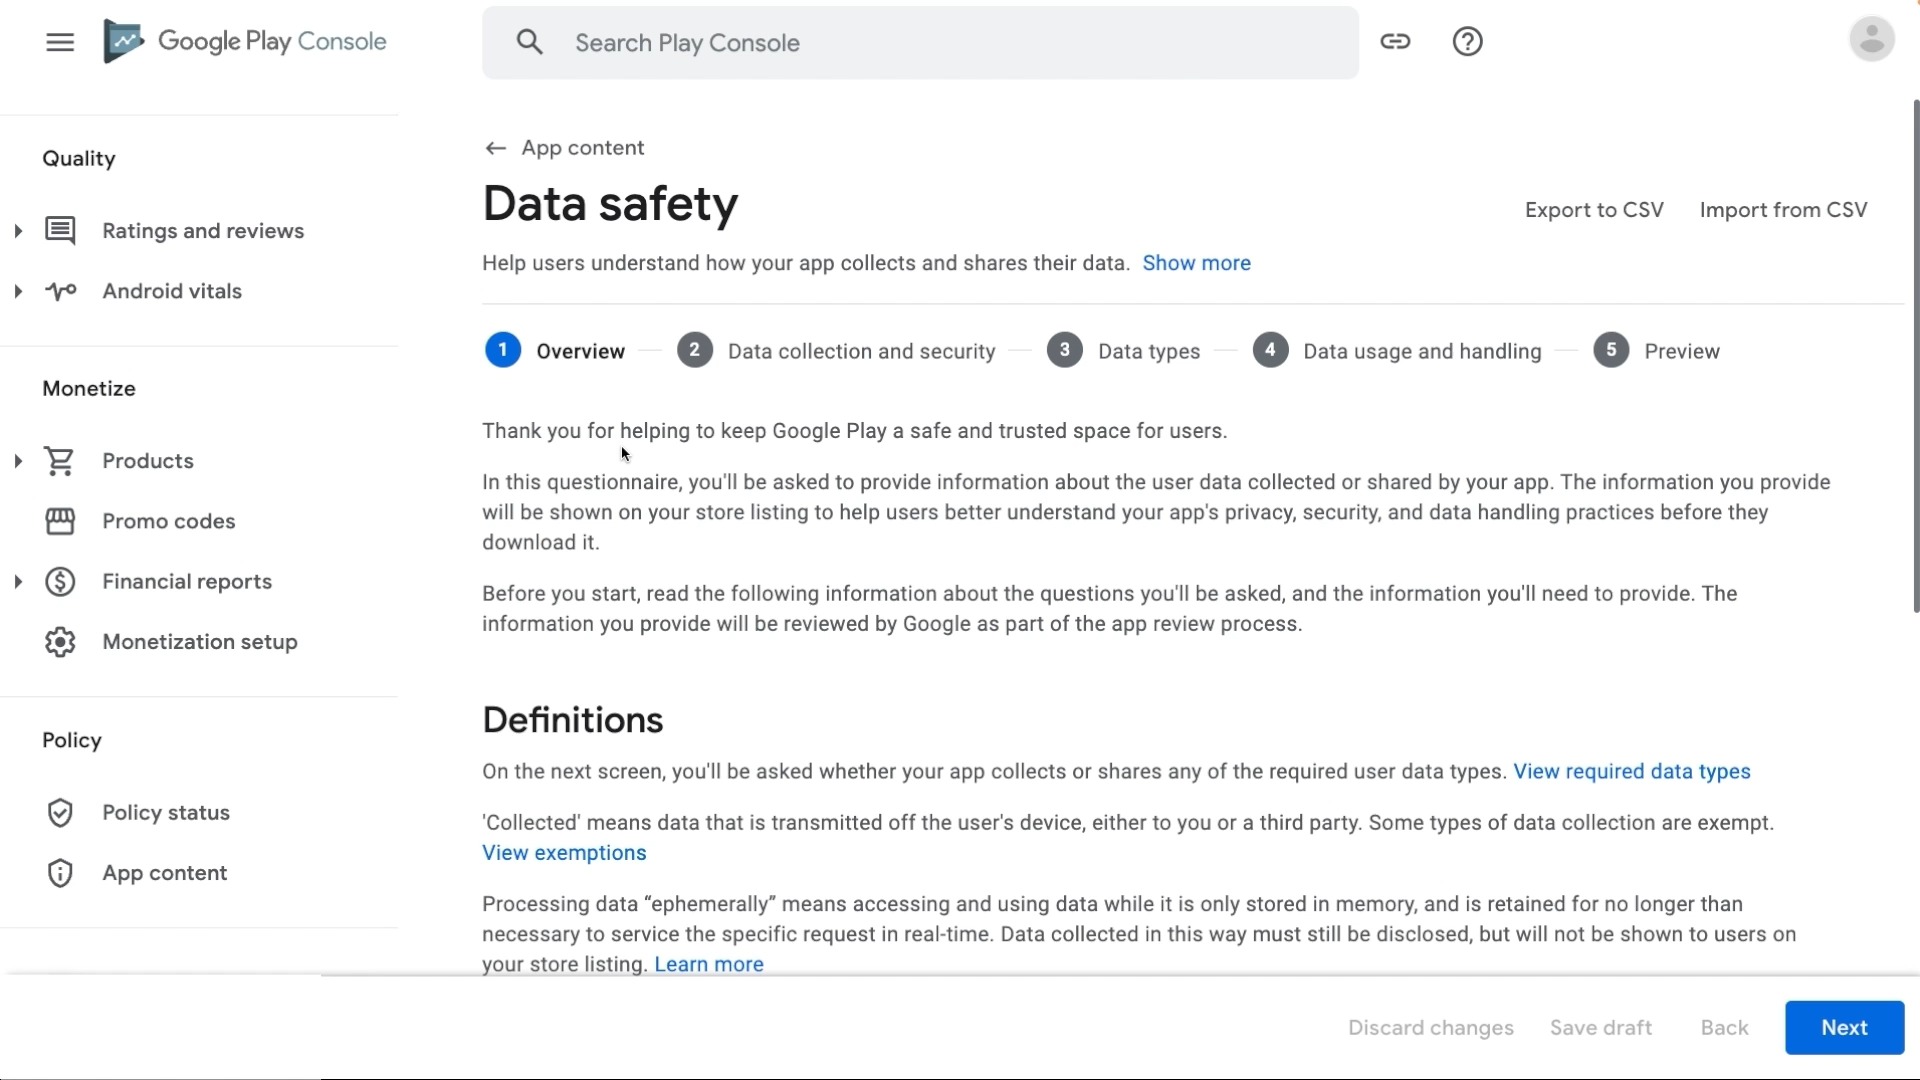 Google Play Console
Search Play Console
Quality
Ratings and reviews
Android vitals
Monetize
Products
Promo codes
Financial reports
Monetization setup
Policy
Policy status
App content
App content
Data safety
Export to CSV
Import from CSV
Help users understand how your app collects and shares their data. Show more
1 Overview 2 Data collection and security 3 Data types 4 Data usage and handling 5 Preview
Thank you for helping to keep Google Play a safe and trusted space for users.
In this questionnaire, you'll be asked to provide information about the user data collected or shared by your app. The information you provide
will be shown on your store listing to help users better understand your app's privacy, security, and data handling practices before they
download it.
Before you start, read the following information about the questions you'll be asked, and the information you'll need to provide. The
information you provide will be reviewed by Google as part of the app review process.
Definitions
On the next screen, you'll be asked whether your app collects or shares any of the required user data types. View required data types
'Collected' means data that is transmitted off the user's device, either to you or a third party. Some types of data collection are exempt.
View exemptions
Processing data “ephemerally” means accessing and using data while it is only stored in memory, and is retained for no longer than
necessary to service the specific request in real-time. Data collected in this way must still be disclosed, but will not be shown to users on
your store listing. Learn more
Discard changes
Save draft
Back
Next